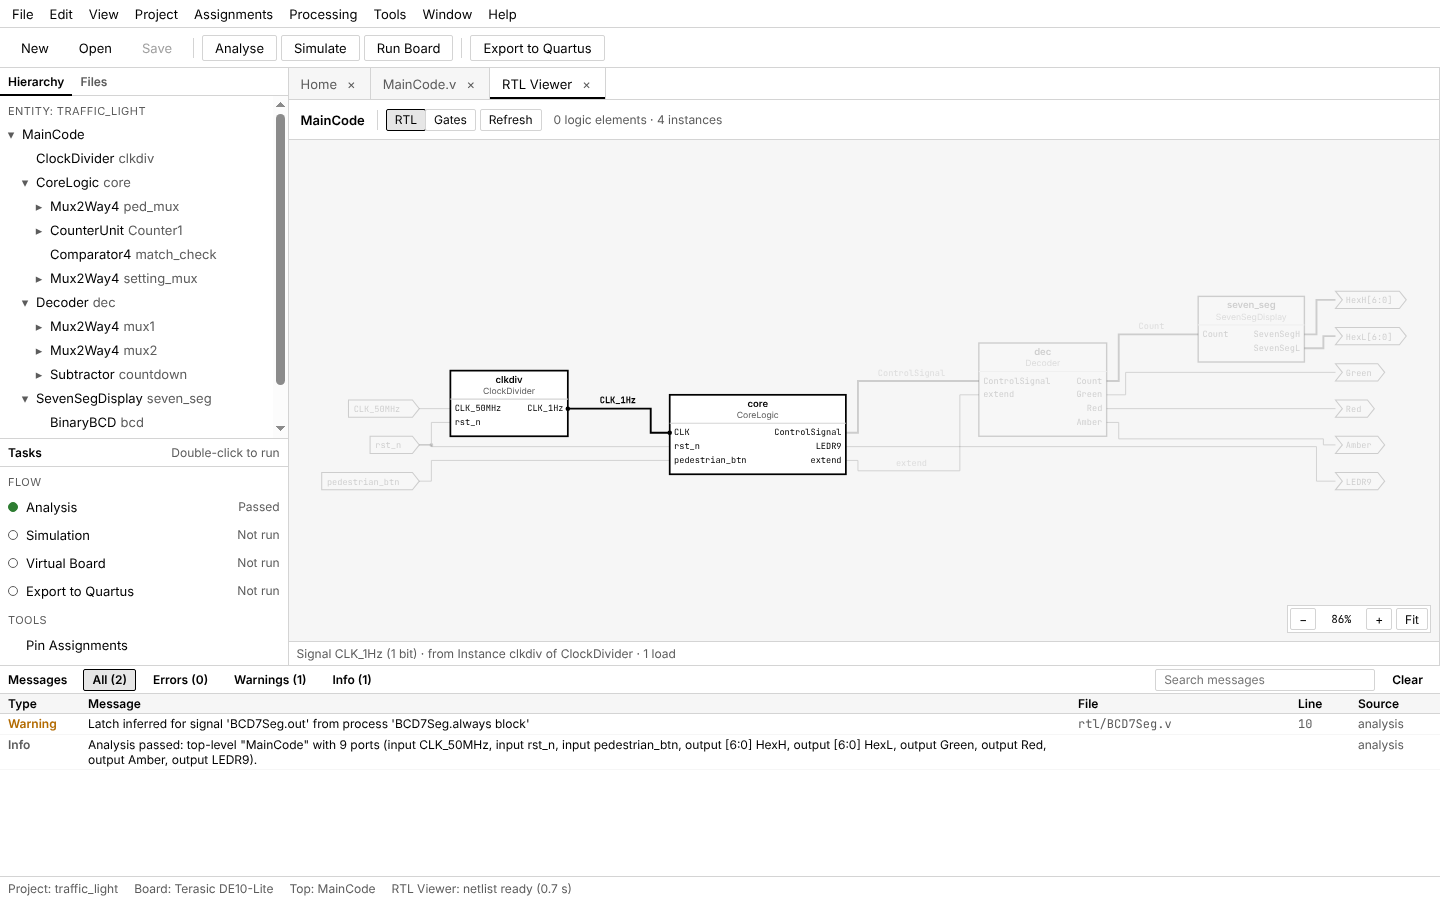 File Edit View Project Assignments Processing Tools Window Help
New Open Save Analyse Simulate Run Board Export to Quartus
Hierarchy Files
Home × MainCode.v × RTL Viewer ×
ENTITY: TRAFFIC_LIGHT
MainCode
ClockDivider clkdiv
CoreLogic core
Mux2Way4 ped_mux
CounterUnit Counter1
Comparator4 match_check
Mux2Way4 setting_mux
Decoder dec
Mux2Way4 mux1
Mux2Way4 mux2
Subtractor countdown
SevenSegDisplay seven_seg
BinaryBCD bcd
Tasks Double-click to run
FLOW
Analysis Passed
Simulation Not run
Virtual Board Not run
Export to Quartus Not run
TOOLS
Pin Assignments
MainCode RTL Gates Refresh 0 logic elements · 4 instances
CLK_50MHz
rst_n
pedestrian_btn
clkdiv
ClockDivider
CLK_50MHz CLK_1Hz
rst_n
CLK_1Hz
core
CoreLogic
CLK ControlSignal
rst_n LEDR9
pedestrian_btn extend
ControlSignal
extend
dec
Decoder
ControlSignal Count
extend Green
Red
Amber
Count
seven_seg
SevenSegDisplay
Count SevenSegH
SevenSegL
HexH[6:0]
HexL[6:0]
Green
Red
Amber
LEDR9
− 86% + Fit
Signal CLK_1Hz (1 bit) · from Instance clkdiv of ClockDivider · 1 load
Messages All (2) Errors (0) Warnings (1) Info (1) Search messages Clear
Type Message File Line Source
Warning Latch inferred for signal 'BCD7Seg.out' from process 'BCD7Seg.always block' rtl/BCD7Seg.v 10 analysis
Info Analysis passed: top-level "MainCode" with 9 ports (input CLK_50MHz, input rst_n, input pedestrian_btn, output [6:0] HexH, output [6:0] HexL, output Green, output Red, analysis
output Amber, output LEDR9).
Project: traffic_light Board: Terasic DE10-Lite Top: MainCode RTL Viewer: netlist ready (0.7 s)